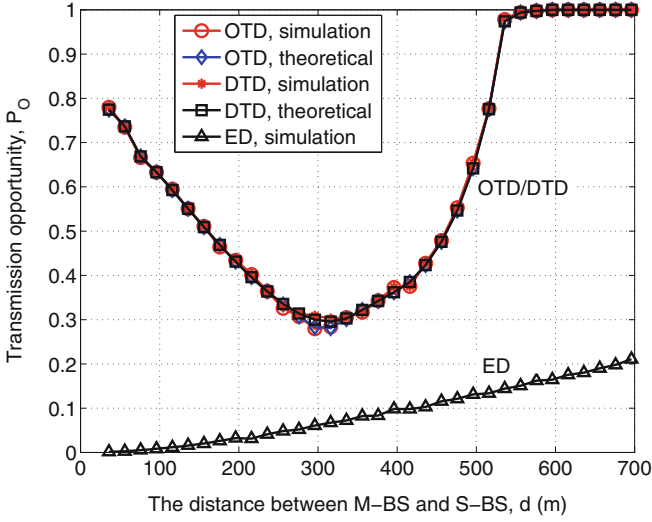 OTD, simulation
OTD, theoretical
DTD, simulation
DTD, theoretical
ED, simulation
OTD/DTD
ED
Transmission opportunity, P_O
1
0.9
0.8
0.7
0.6
0.5
0.4
0.3
0.2
0.1
0
0 100 200 300 400 500 600 700
The distance between M−BS and S−BS, d (m)